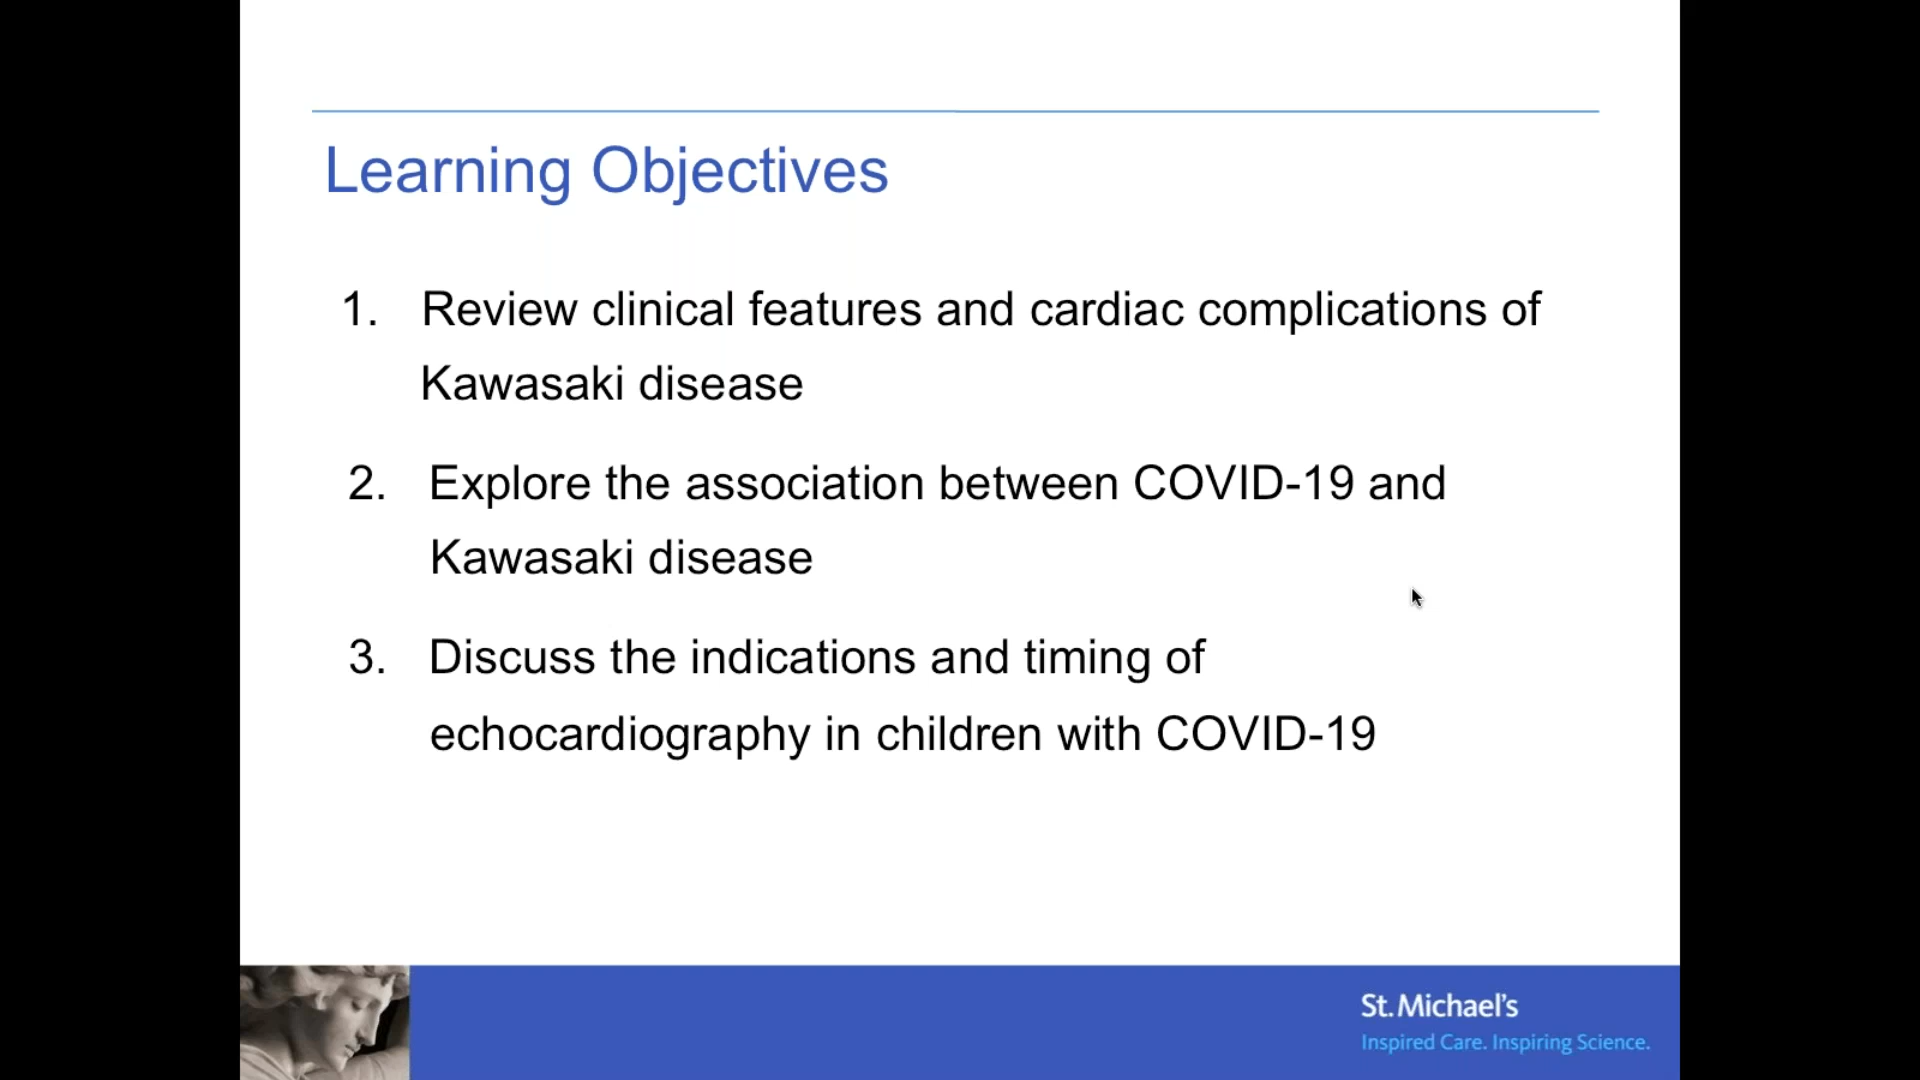 Learning Objectives
1. Review clinical features and cardiac complications of
Kawasaki disease
2. Explore the association between COVID-19 and
Kawasaki disease
3. Discuss the indications and timing of
echocardiography in children with COVID-19
St. Michael's
Inspired Care. Inspiring Science.